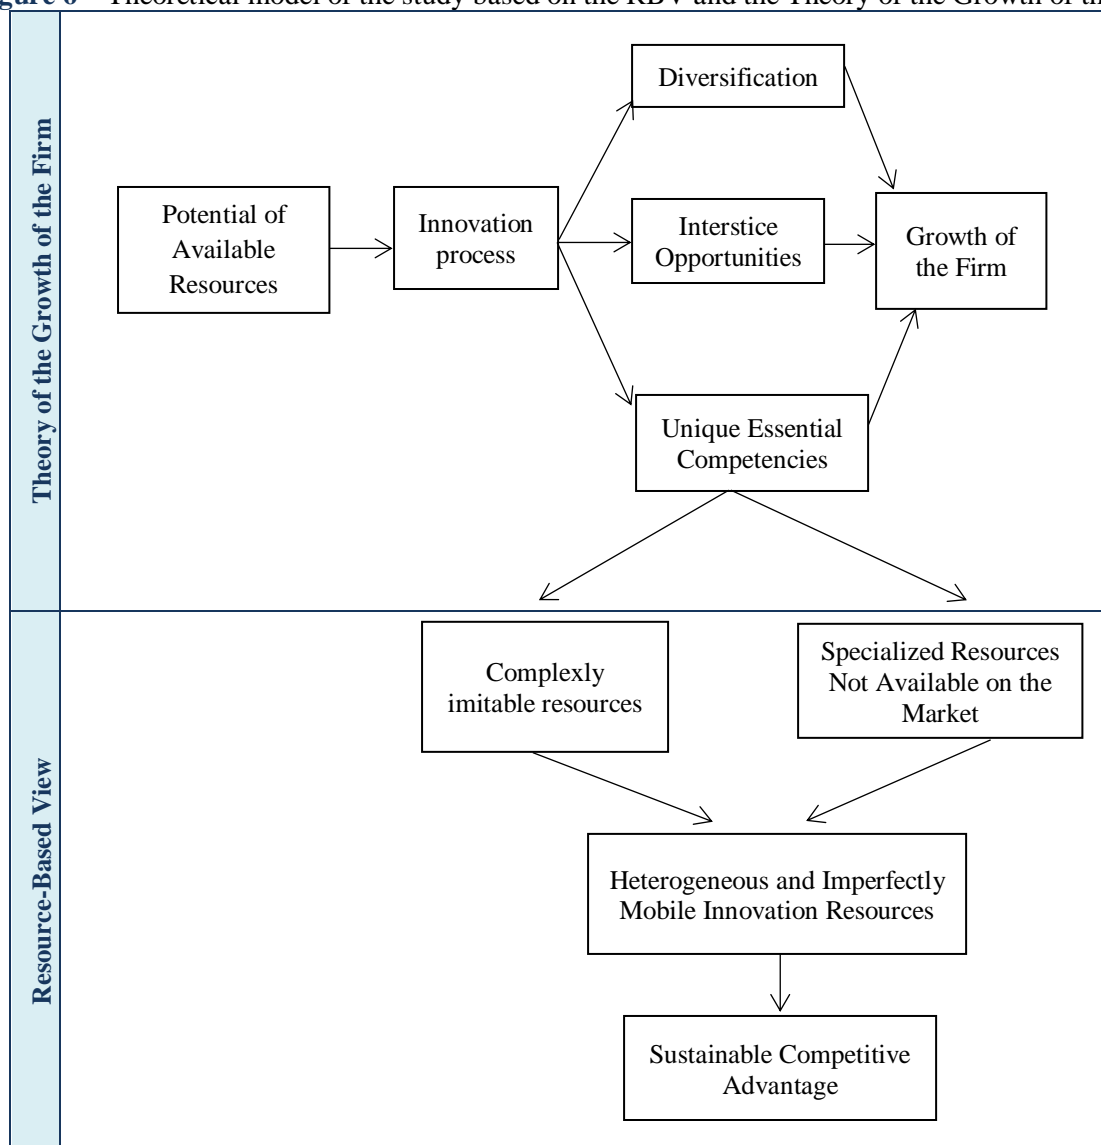 Theoretical model of the study based on the RBV and the Theory of the Growth of
Theory of the Growth of the Firm
Diversification
Potential of
Available
Resources
Innovation
process
Interstice
Opportunities
Growth of
the Firm
Unique Essential
Competencies
Resource-Based View
Complexly
imitable resources
Specialized Resources
Not Available on the
Market
Heterogeneous and Imperfectly
Mobile Innovation Resources
Sustainable Competitive
Advantage